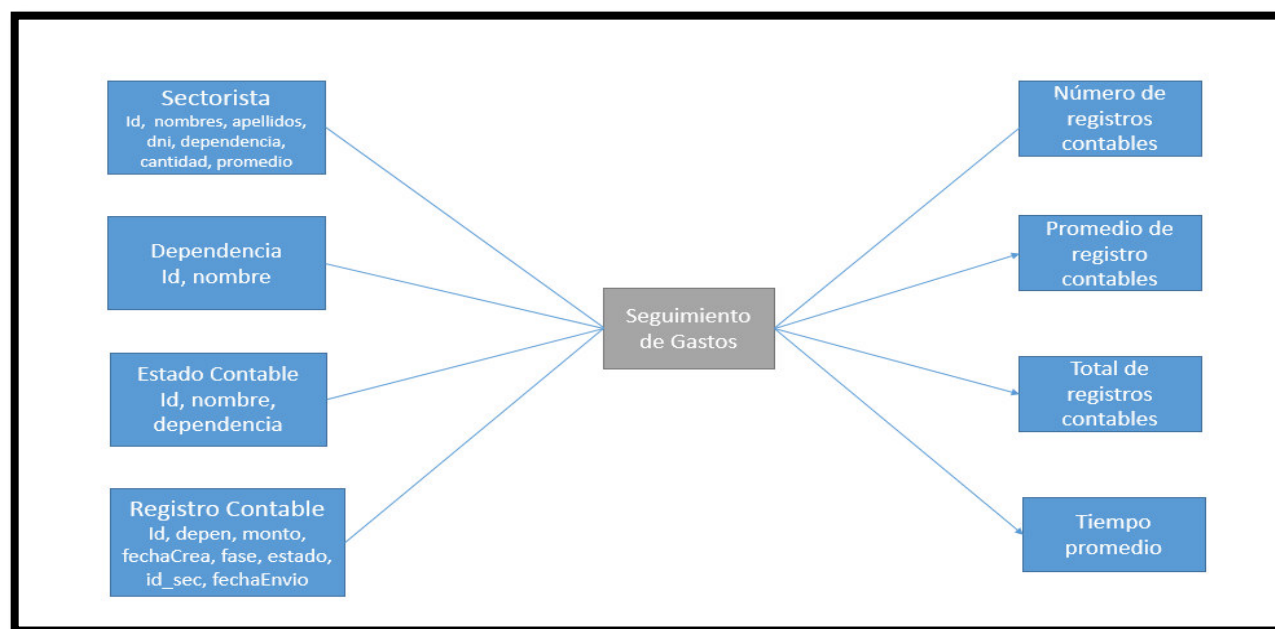 Sectorista
Id, nombres, apellidos,
dni, dependencia,
cantidad, promedio
Dependencia
Id, nombre
Estado Contable
Id, nombre,
dependencia
Registro Contable
Id, depen, monto,
fechaCrea, fase, estado,
id_sec, fechaEnvio
Seguimiento
de Gastos
Número de
registros
contables
Promedio de
registro
contables
Total de
registros
contables
Tiempo
promedio